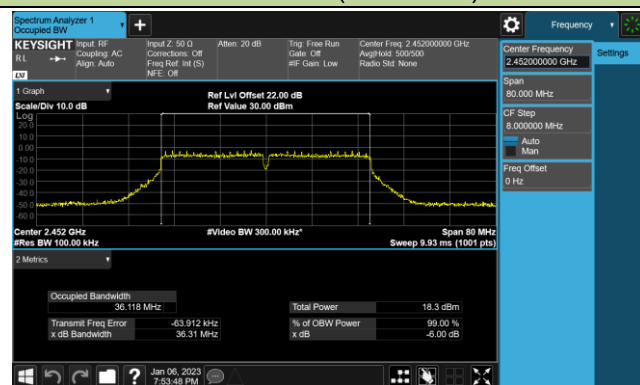 Spectrum Analyzer 1
Occupied BW
Frequency
KEYSIGHT
Input: RF
Input Z: 50 Ω
Atten: 20 dB
Trig: Free Run
Center Freq: 2.452000000 GHz
R L
Coupling: AC
Corrections: Off
Gate: Off
Avg|Hold: 500/500
Align: Auto
Freq Ref: Int (S)
#IF Gain: Low
Radio Std: None
LXI
NFE: Off
Center Frequency
2.452000000 GHz
Settings
Span
80.000 MHz
CF Step
8.000000 MHz
Auto
Man
Freq Offset
0 Hz
1 Graph
Ref Lvl Offset 22.00 dB
Scale/Div 10.0 dB
Ref Value 30.00 dBm
Log
20.0
10.0
0.00
-10.0
-20.0
-30.0
-40.0
-50.0
-60.0
Center 2.452 GHz
#Video BW 300.00 kHz*
Span 80 MHz
#Res BW 100.00 kHz
Sweep 9.93 ms (1001 pts)
2 Metrics
Occupied Bandwidth
36.118 MHz
Total Power
18.3 dBm
Transmit Freq Error
-63.912 kHz
% of OBW Power
99.00 %
x dB Bandwidth
36.31 MHz
x dB
-6.00 dB
?
Jan 06, 2023
7:53:48 PM